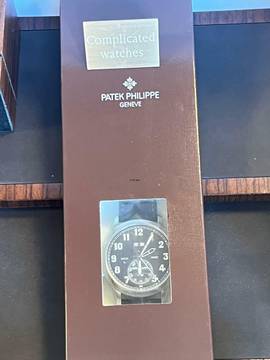 Complicated
watches
PATEK PHILIPPE
GENEVE